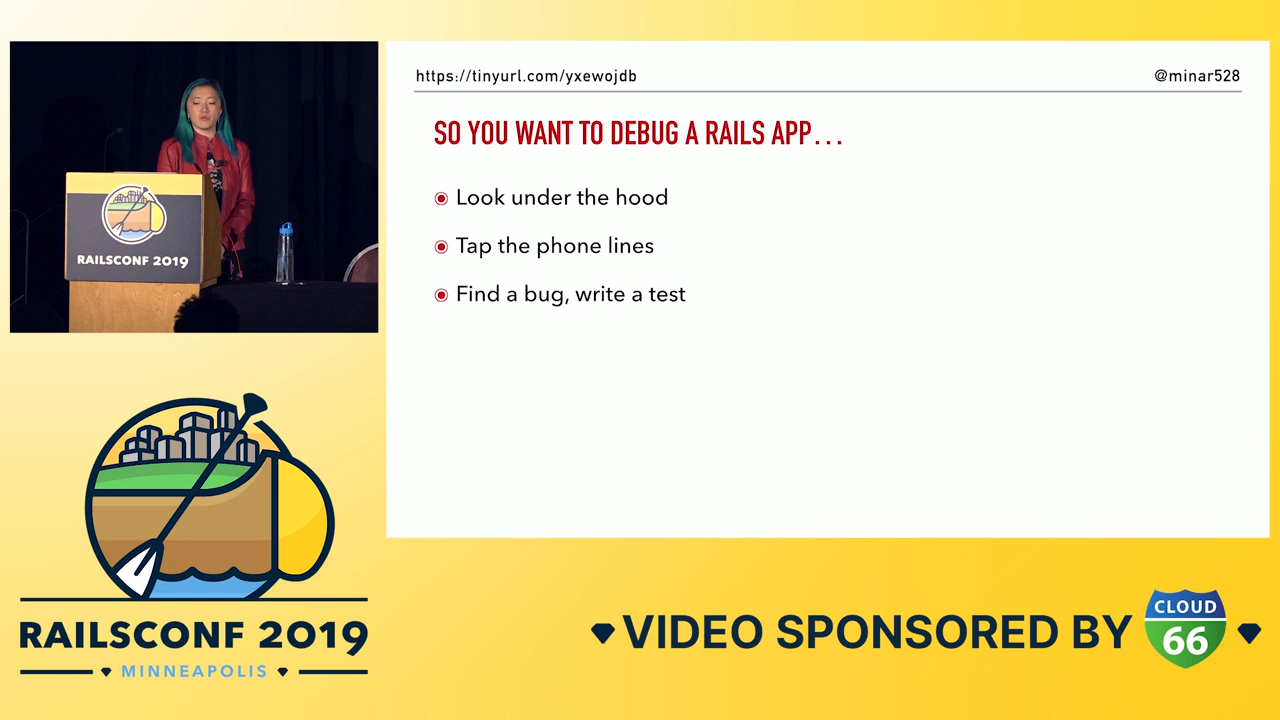 https://tinyurl.com/yxewojdb
@minar528
SO YOU WANT TO DEBUG A RAILS APP...
Look under the hood
Tap the phone lines
Find a bug, write a test
RAILSCONF 2019
RAILSCONF 2019
MINNEAPOLIS
VIDEO SPONSORED BY
CLOUD
66